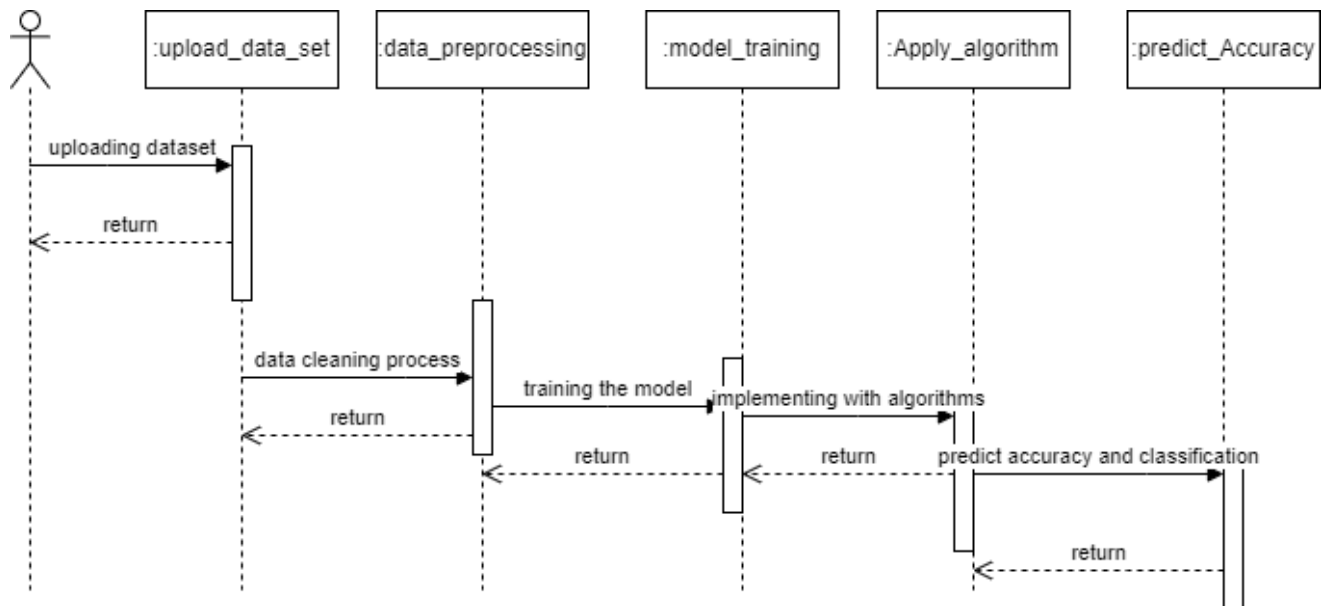 :upload_data_set
:data_preprocessing
:model_training
:Apply_algorithm
:predict_Accuracy
uploading dataset
return
data cleaning process
training the model
implementing with algorithms
return
return
return
predict accuracy and classification
return